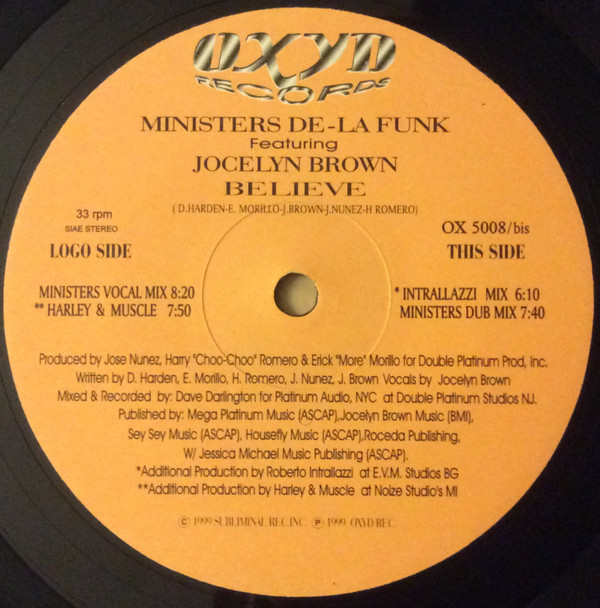 OXYD
RECORDS
MINISTERS DE-LA FUNK
Featuring
JOCELYN BROWN
BELIEVE
( D.HARDEN-E. MORILLO-J.BROWN-J.NUNEZ-H ROMERO)
33 rpm
SIAE STEREO
LOGO SIDE
OX 5008/bis
THIS SIDE
MINISTERS VOCAL MIX 8:20
** HARLEY & MUSCLE 7:50
* INTRALLAZZI MIX 6:10
MINISTERS DUB MIX 7:40
Produced by Jose Nunez, Harry "Choo-Choo" Romero & Erick "More" Morillo for Double Platinum Prod, Inc.
Written by D. Harden, E. Morillo, H. Romero, J. Nunez, J. Brown Vocals by Jocelyn Brown
Mixed & Recorded by: Dave Darlington for Platinum Audio, NYC at Double Platinum Studios NJ.
Published by: Mega Platinum Music (ASCAP),Jocelyn Brown Music (BMI),
Sey Sey Music (ASCAP), Housefly Music (ASCAP),Roceda Publishing,
W/ Jessica Michael Music Publishing (ASCAP).
*Additional Production by Roberto Intrallazi at E.V.M. Studios BG
**Additional Production by Harley & Muscle at Noize Studio's MI
© 1999 SUBLIMINAL REC.INC. ℗ 1999 OXYD REC.